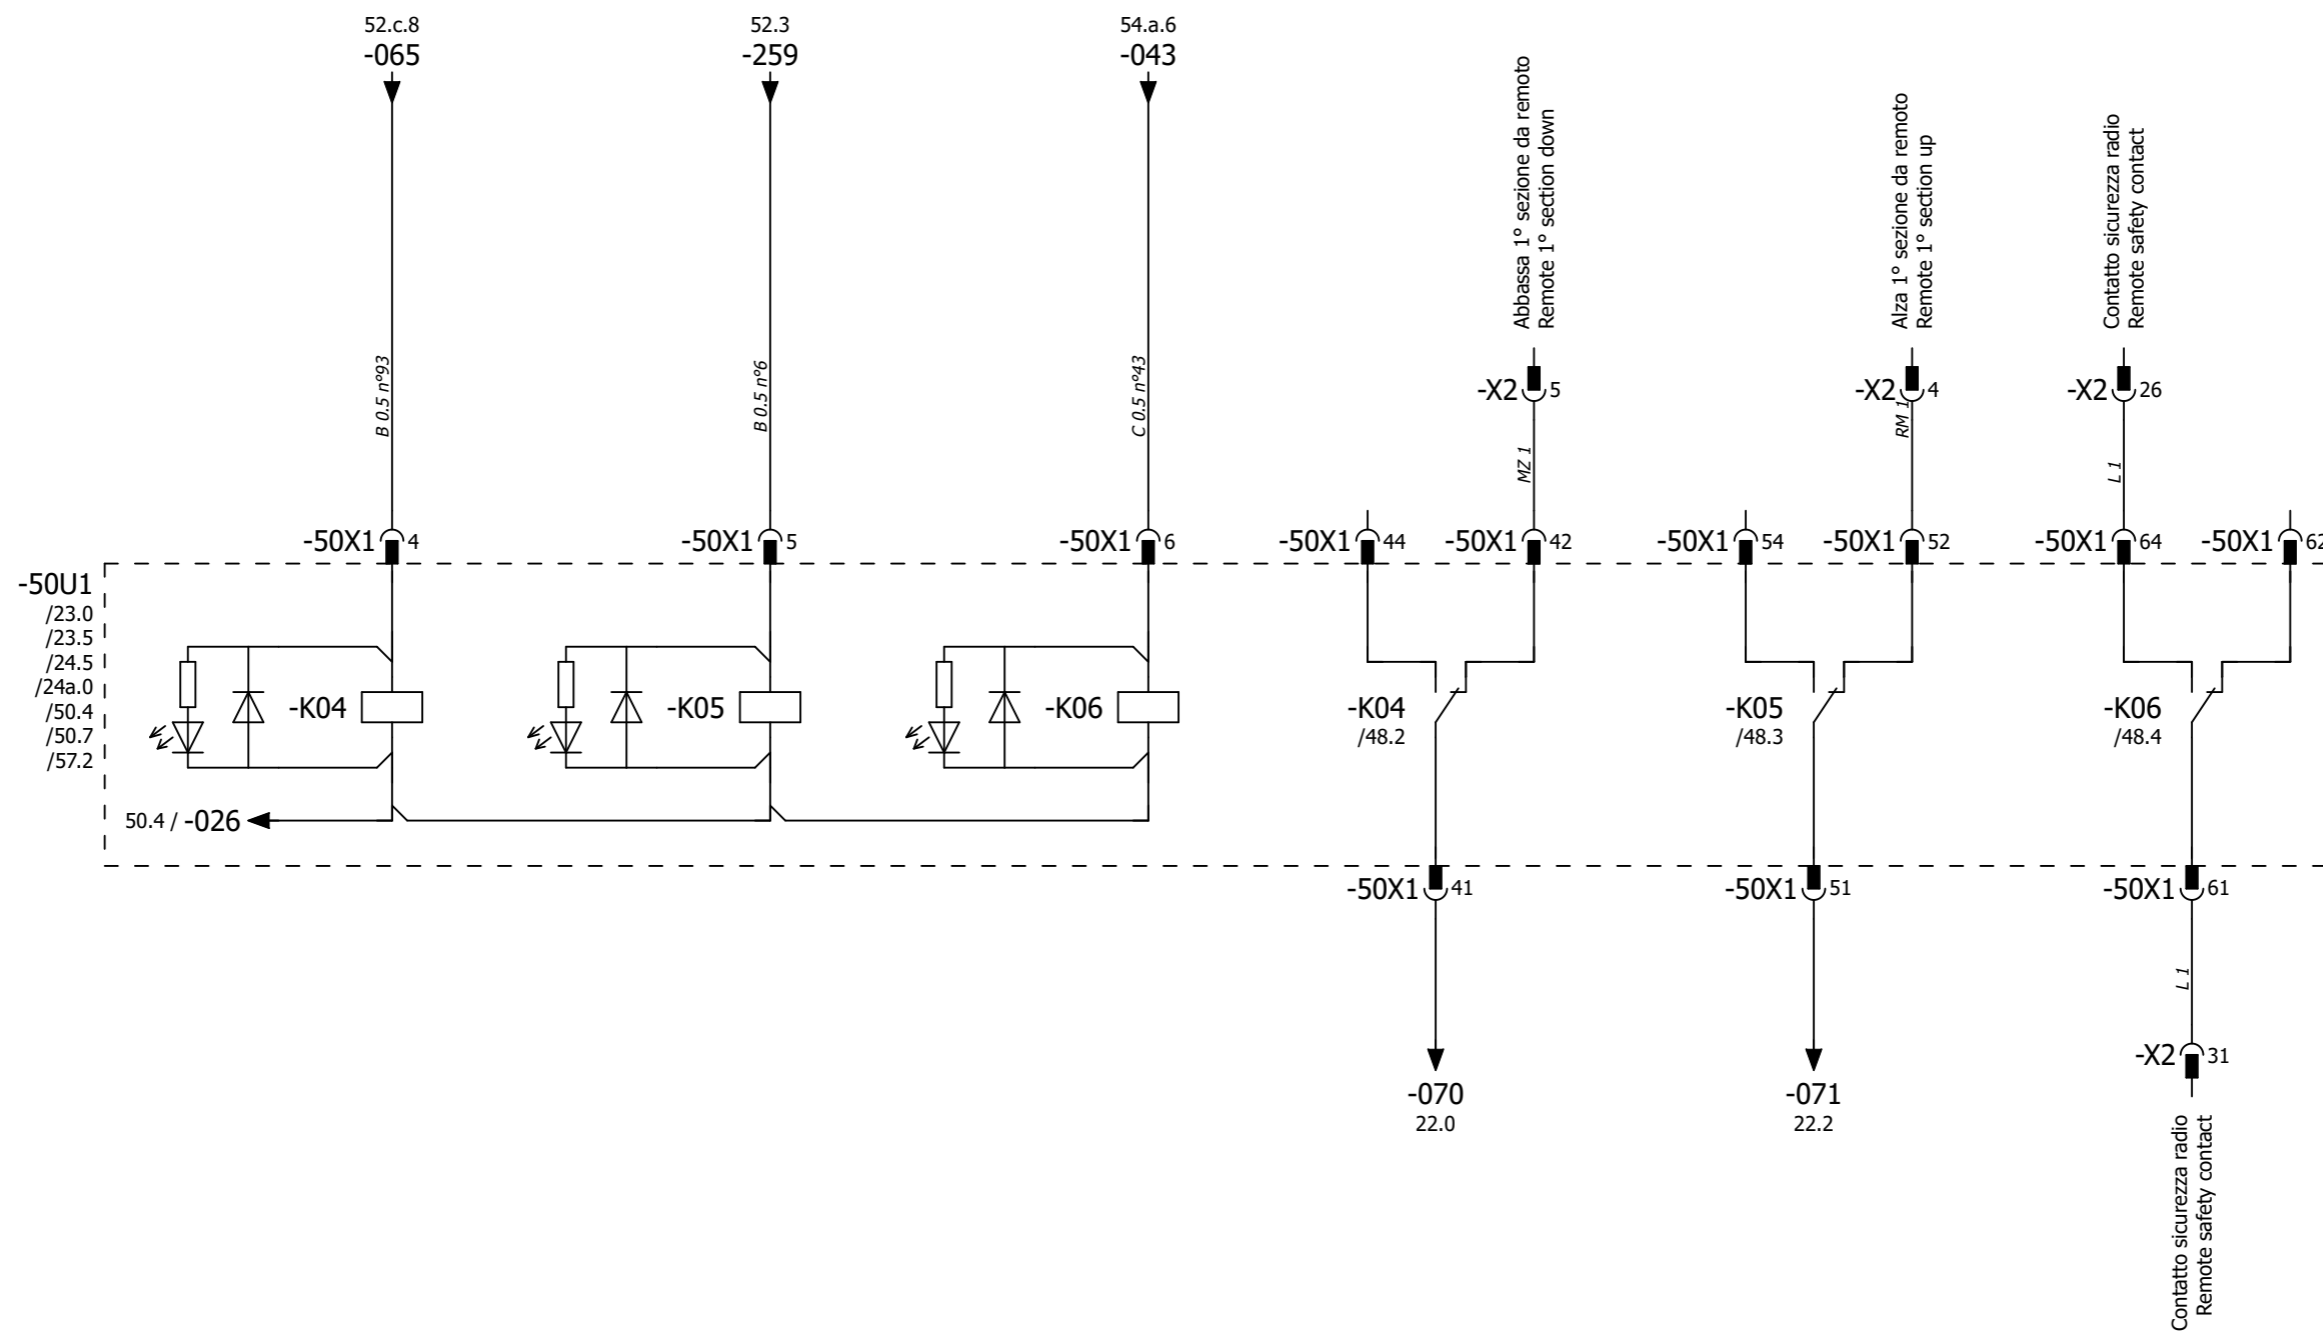 52.c.8
-065
52.3
-259
54.a.6
-043
Abbassa 1° sezione da remoto
Remote 1° section down
Alza 1° sezione da remoto
Remote 1° section up
Contatto sicurezza radio
Remote safety contact
B 0.5 n°93
B 0.5 n°6
C 0.5 n°43
-X2 5
-X2 4
-X2 26
MZ 1
RM 1
L 1
-50X1 4
-50X1 5
-50X1 6
-50X1 44
-50X1 42
-50X1 54
-50X1 52
-50X1 64
-50X1 62
-50U1
/23.0
/23.5
/24.5
/24a.0
/50.4
/50.7
/57.2
-K04
-K05
-K06
-K04
/48.2
-K05
/48.3
-K06
/48.4
50.4 / -026
-50X1 41
-50X1 51
-50X1 61
L 1
-X2 31
-070
22.0
-071
22.2
Contatto sicurezza radio
Remote safety contact